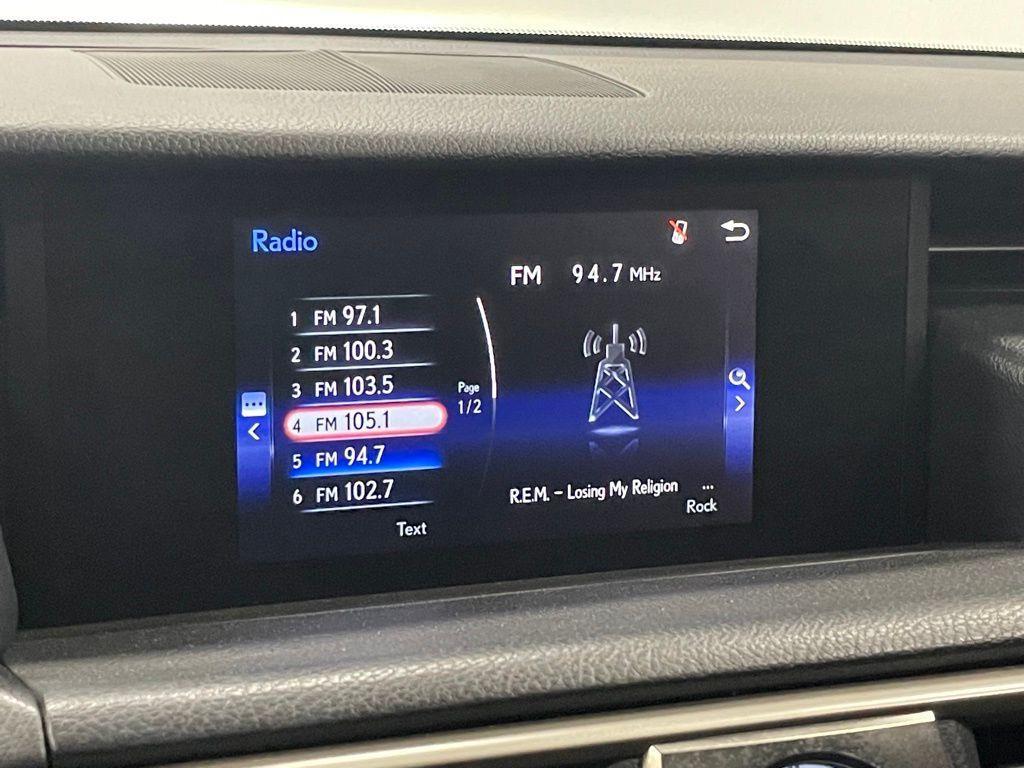 Radio
FM 94.7 MHz
1 FM 97.1
2 FM 100.3
3 FM 103.5
4 FM 105.1
5 FM 94.7
6 FM 102.7
Page
1/2
Text
R.E.M. - Losing My Religion ...
Rock